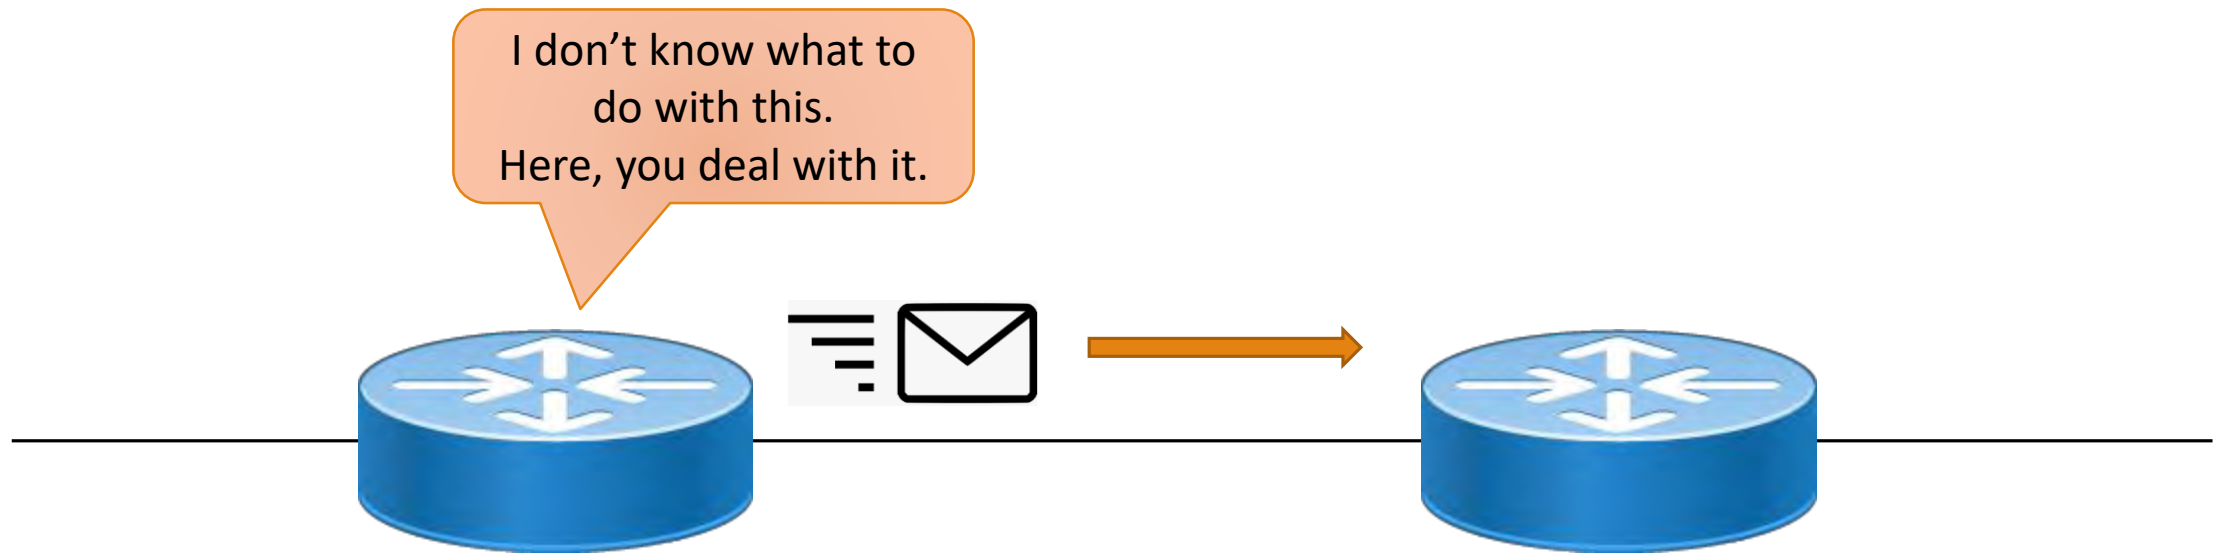 I don’t know what to
do with this.
Here, you deal with it.